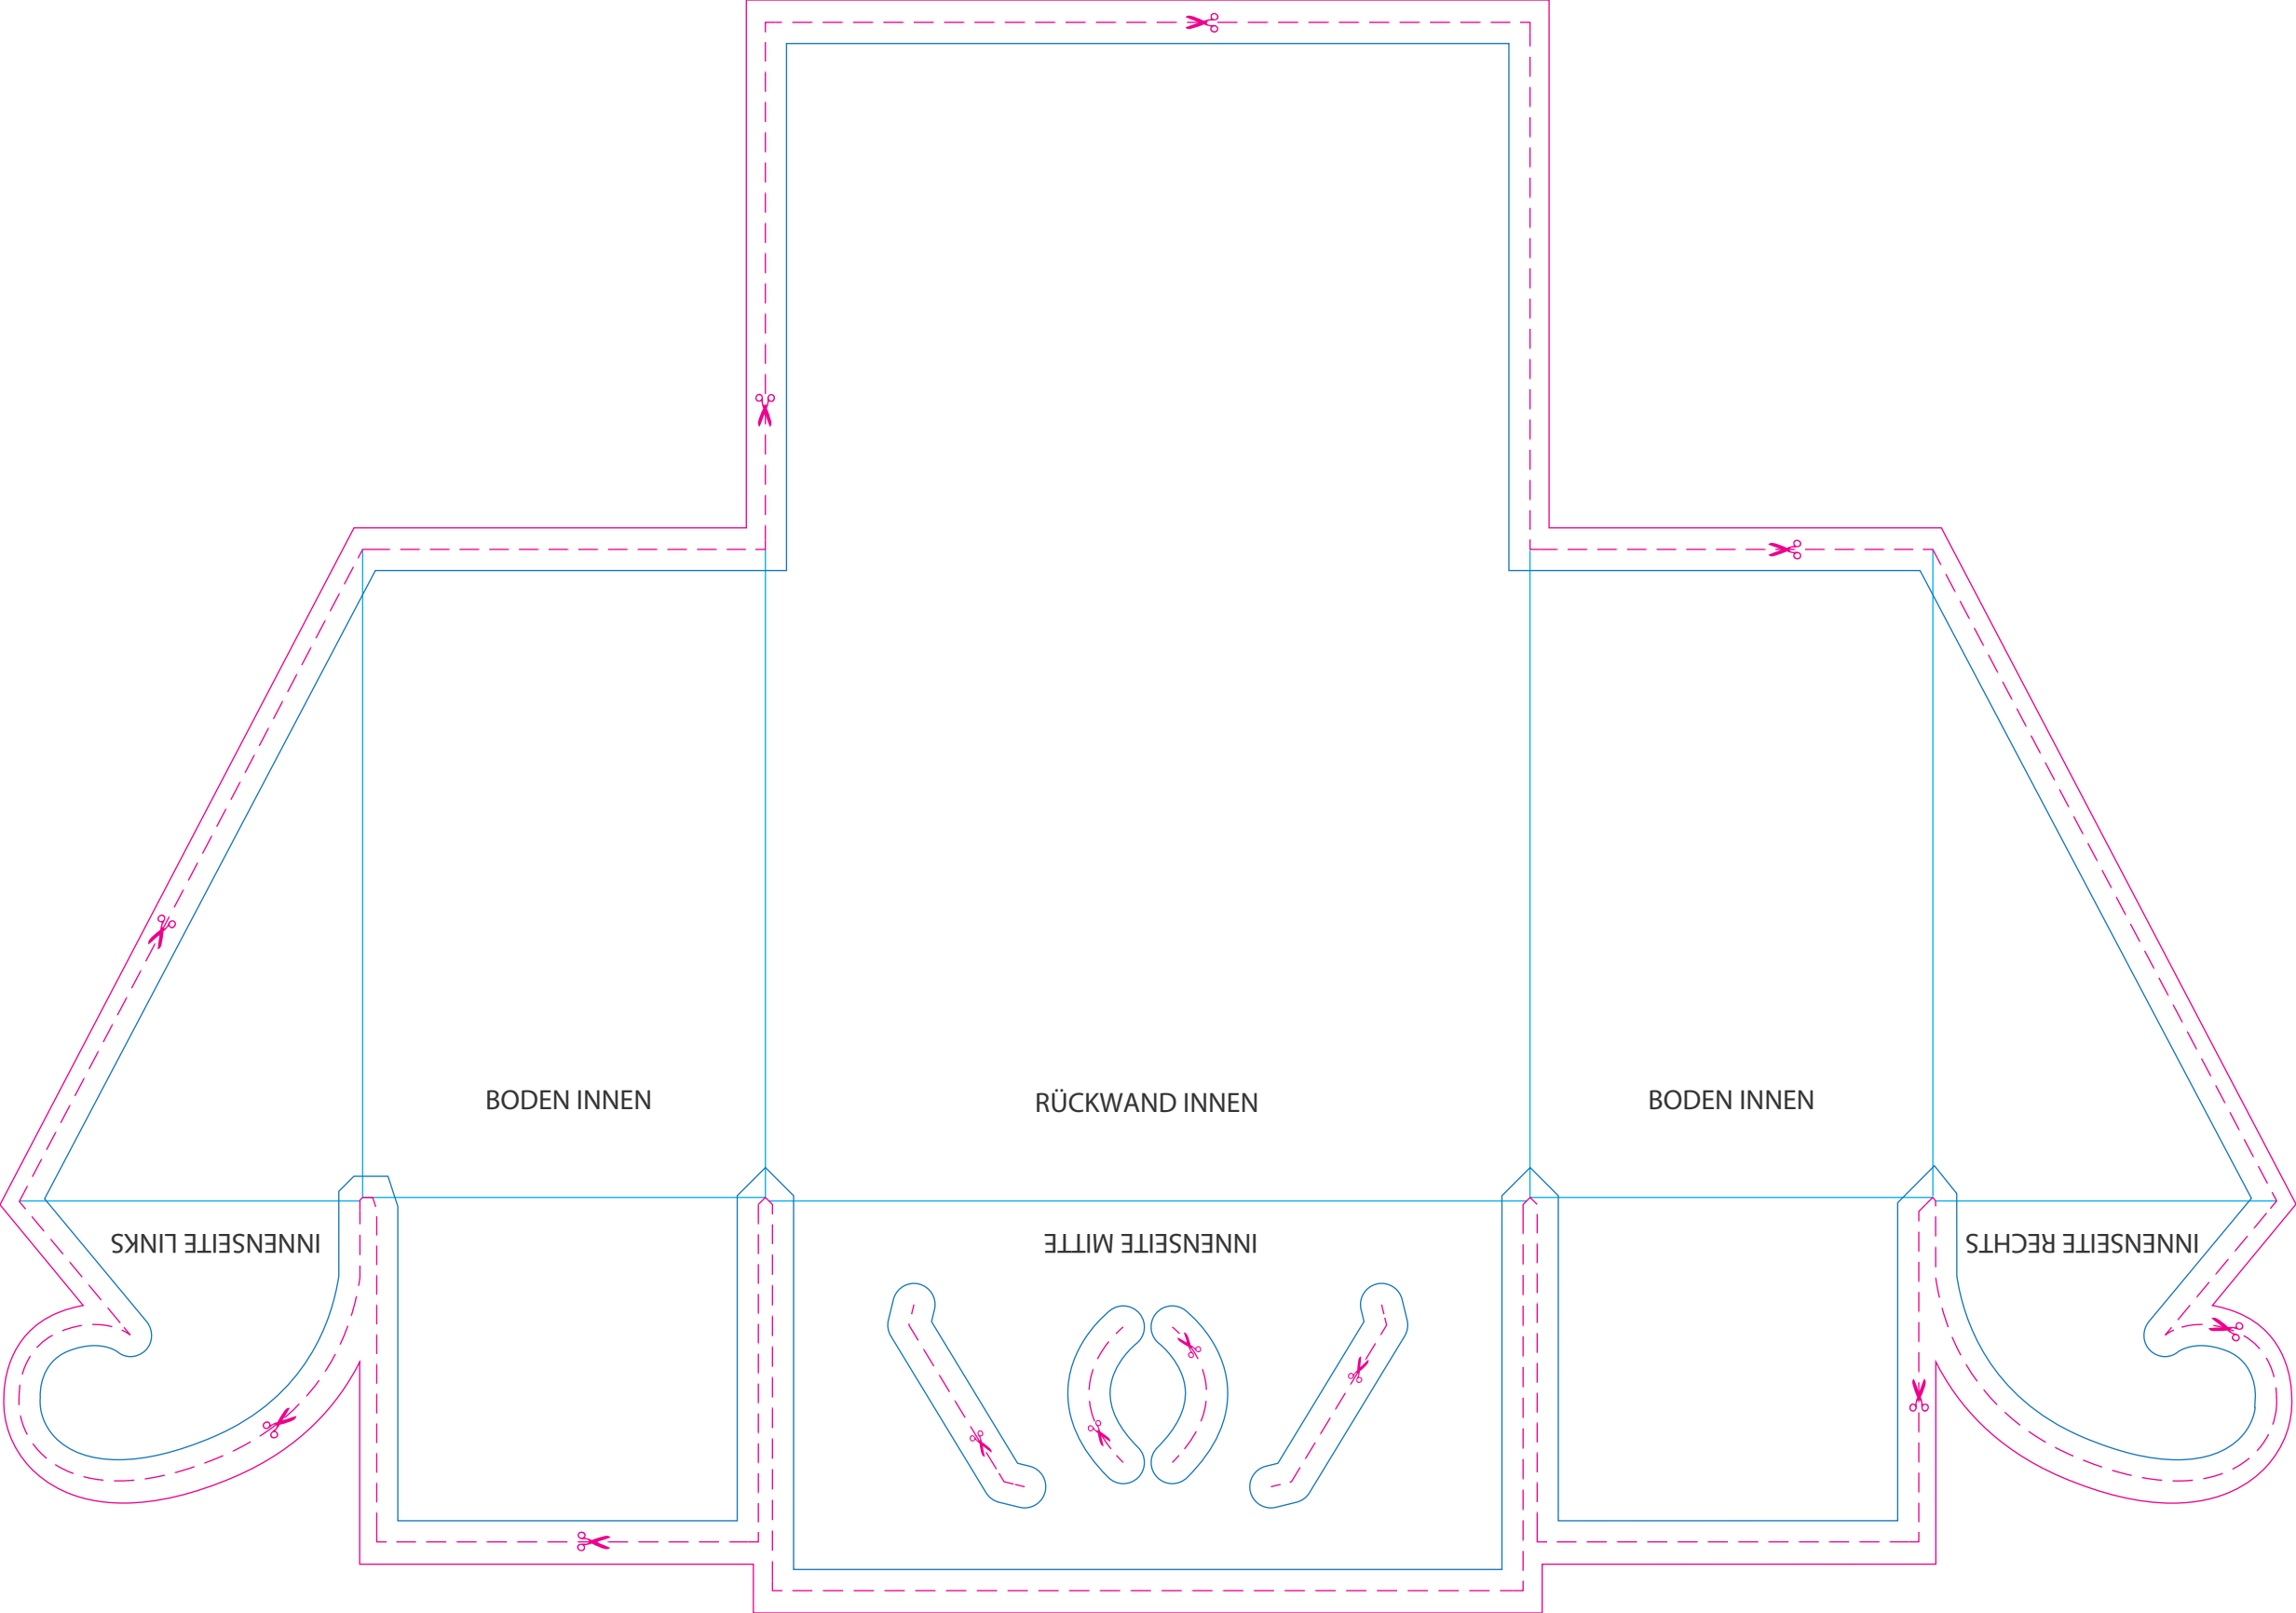 BODEN INNEN
RÜCKWAND INNEN
BODEN INNEN
INNENSEITE LINKS
INNENSEITE MITTE
INNENSEITE RECHTS